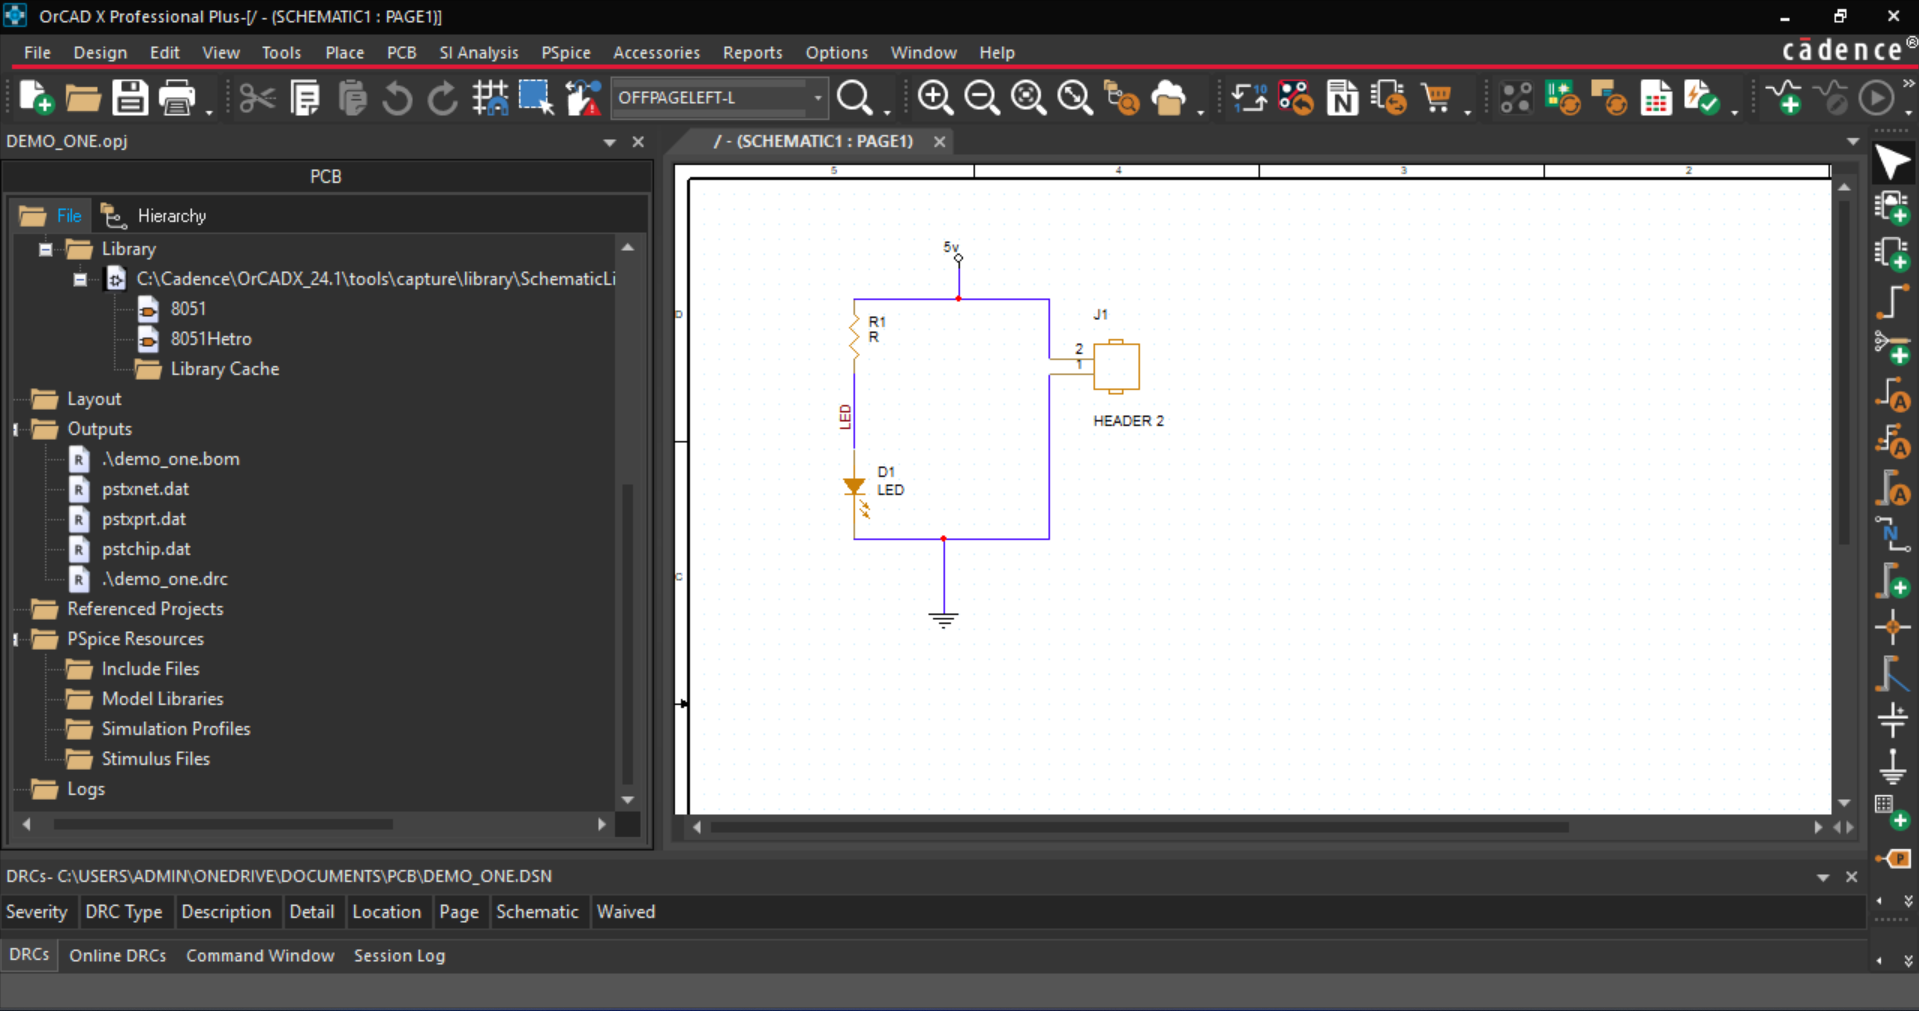 OrCAD X Professional Plus-[/ - (SCHEMATIC1 : PAGE1)]
File Design Edit View Tools Place PCB SI Analysis PSpice Accessories Reports Options Window Help
cādence®
OFFPAGELEFT-L
DEMO_ONE.opj
PCB
File Hierarchy
Library
C:\Cadence\OrCADX_24.1\tools\capture\library\SchematicLi
8051
8051Hetro
Library Cache
Layout
Outputs
.\demo_one.bom
pstxnet.dat
pstxprt.dat
pstchip.dat
.\demo_one.drc
Referenced Projects
PSpice Resources
Include Files
Model Libraries
Simulation Profiles
Stimulus Files
Logs
/ - (SCHEMATIC1 : PAGE1)
5 4 3 2
D
C
5v
R1
R
LED
D1
LED
J1
2
1
HEADER 2
DRCs- C:\USERS\ADMIN\ONEDRIVE\DOCUMENTS\PCB\DEMO_ONE.DSN
Severity DRC Type Description Detail Location Page Schematic Waived
DRCs Online DRCs Command Window Session Log